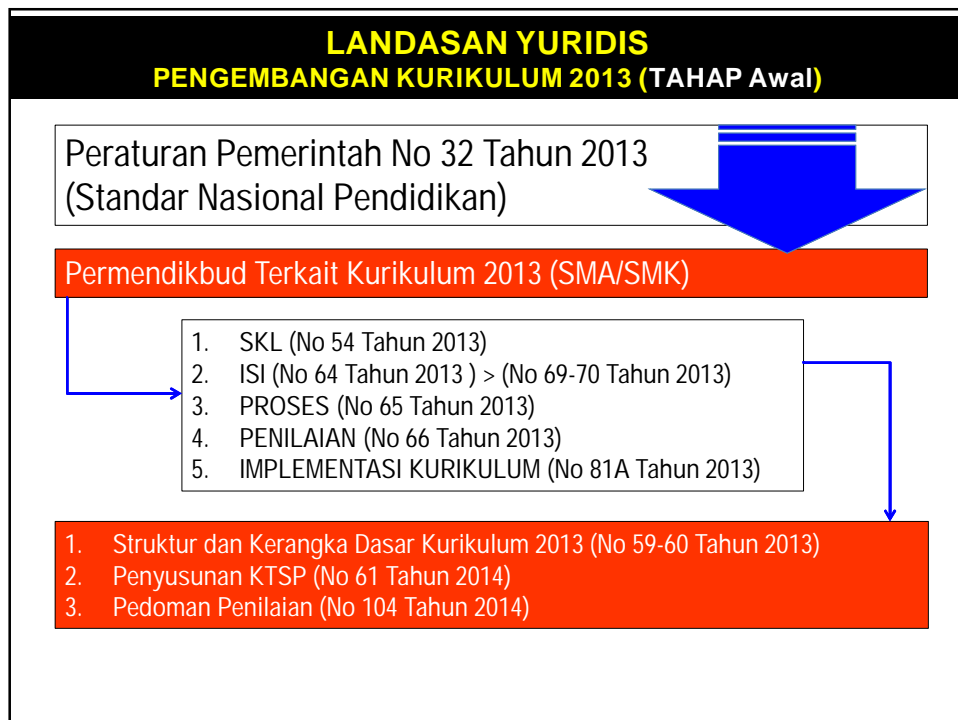 LANDASAN YURIDIS
PENGEMBANGAN KURIKULUM 2013 (TAHAP Awal)
Peraturan Pemerintah No 32 Tahun 2013
(Standar Nasional Pendidikan)
Permendikbud Terkait Kurikulum 2013 (SMA/SMK)
1. SKL (No 54 Tahun 2013)
2. ISI (No 64 Tahun 2013 ) > (No 69-70 Tahun 2013)
3. PROSES (No 65 Tahun 2013)
4. PENILAIAN (No 66 Tahun 2013)
5. IMPLEMENTASI KURIKULUM (No 81A Tahun 2013)
1. Struktur dan Kerangka Dasar Kurikulum 2013 (No 59-60 Tahun 2013)
2. Penyusunan KTSP (No 61 Tahun 2014)
3. Pedoman Penilaian (No 104 Tahun 2014)